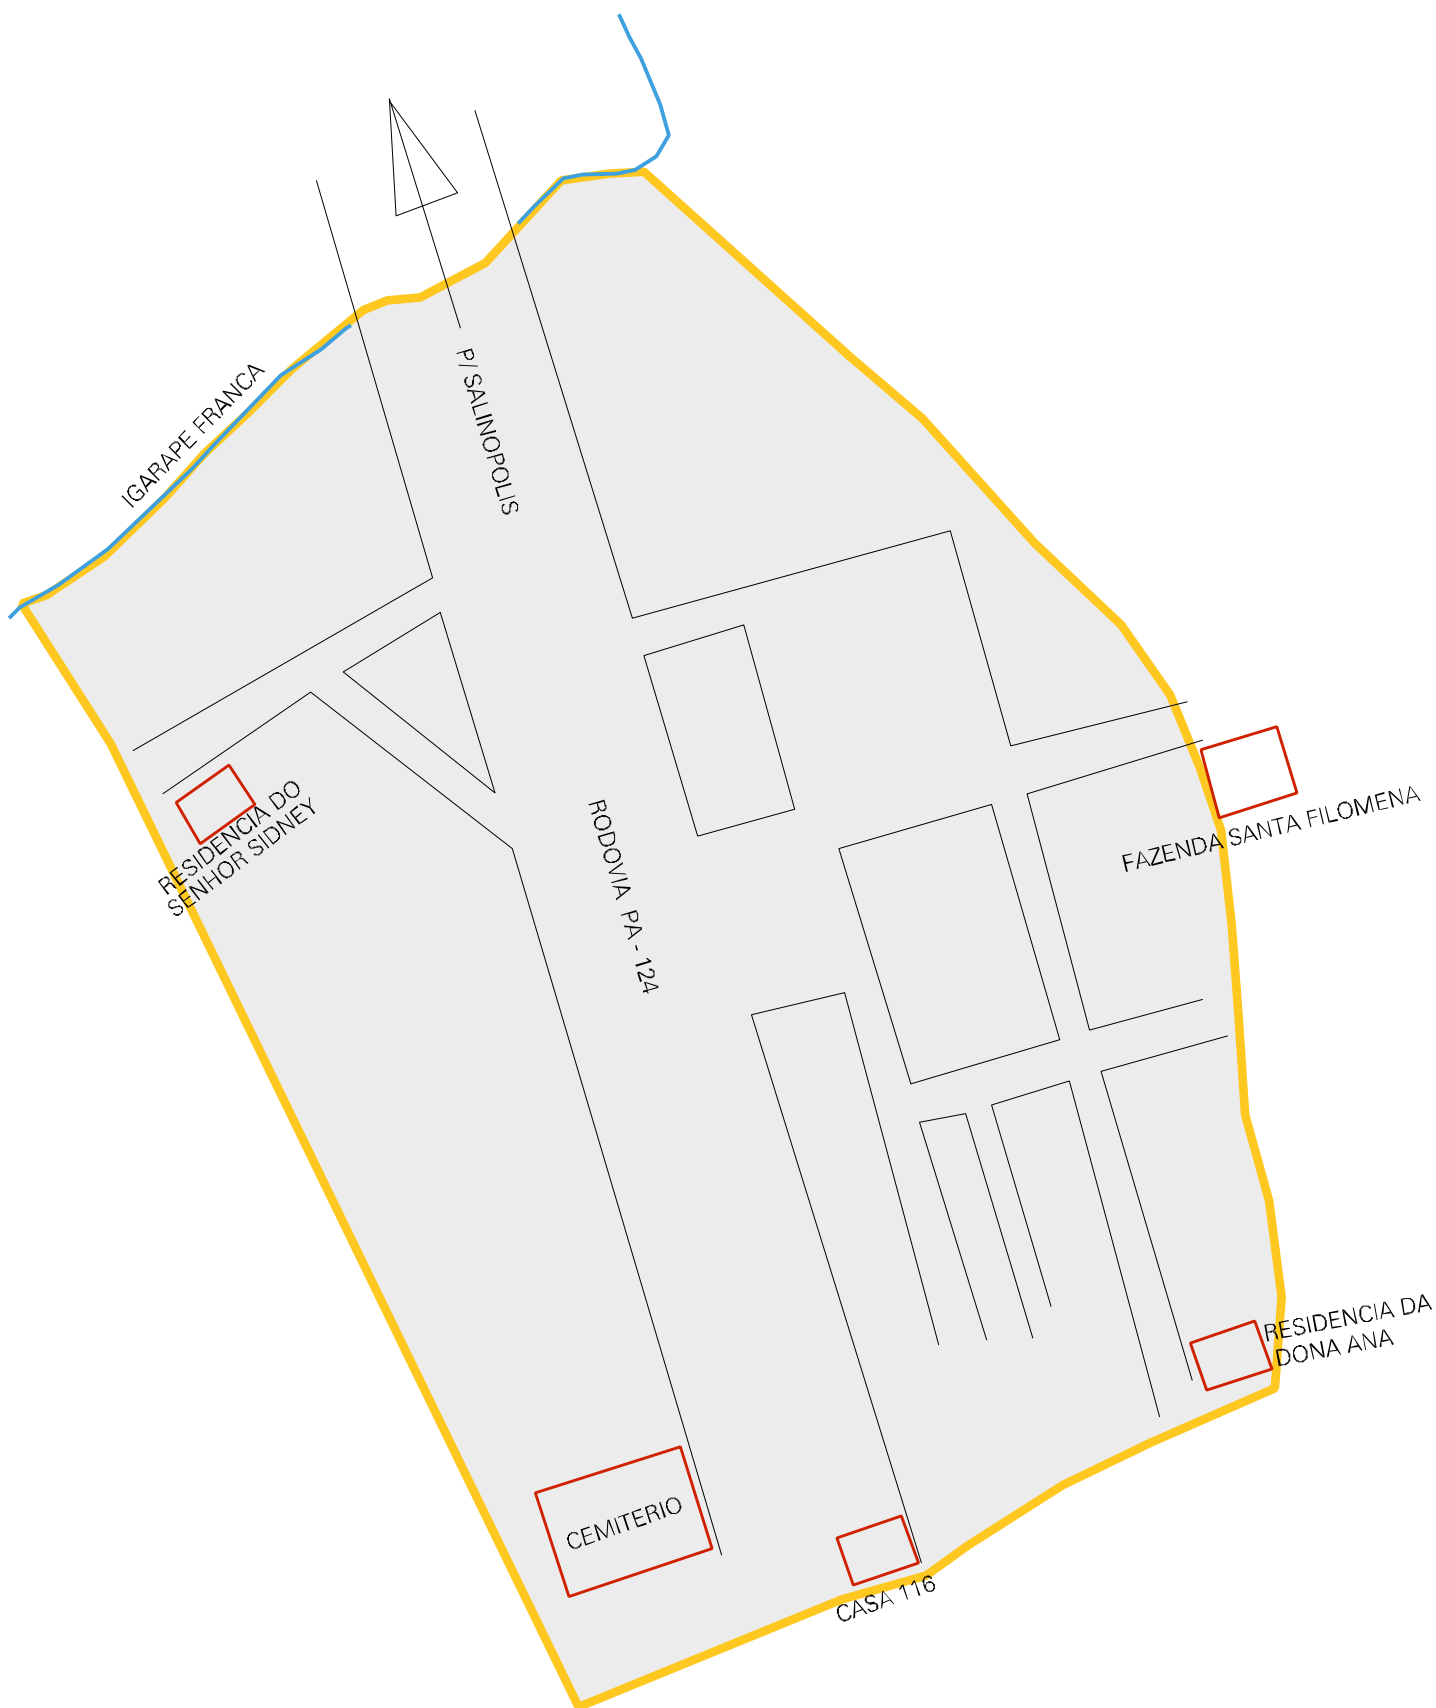 IGARAPE FRANCA
P/ SALINOPOLIS
RESIDENCIA DO
SENHOR SIDNEY
RODOVIA PA - 124
FAZENDA SANTA FILOMENA
RESIDENCIA DA
DONA ANA
CEMITERIO
CASA 116